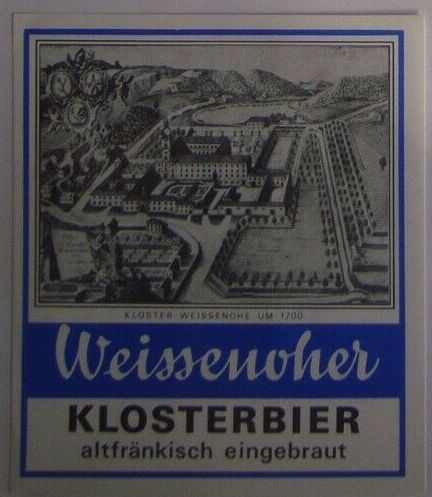 KLOSTER WEISSENOHE UM 1700
Weissenoher
KLOSTERBIER
altfränkisch eingebraut